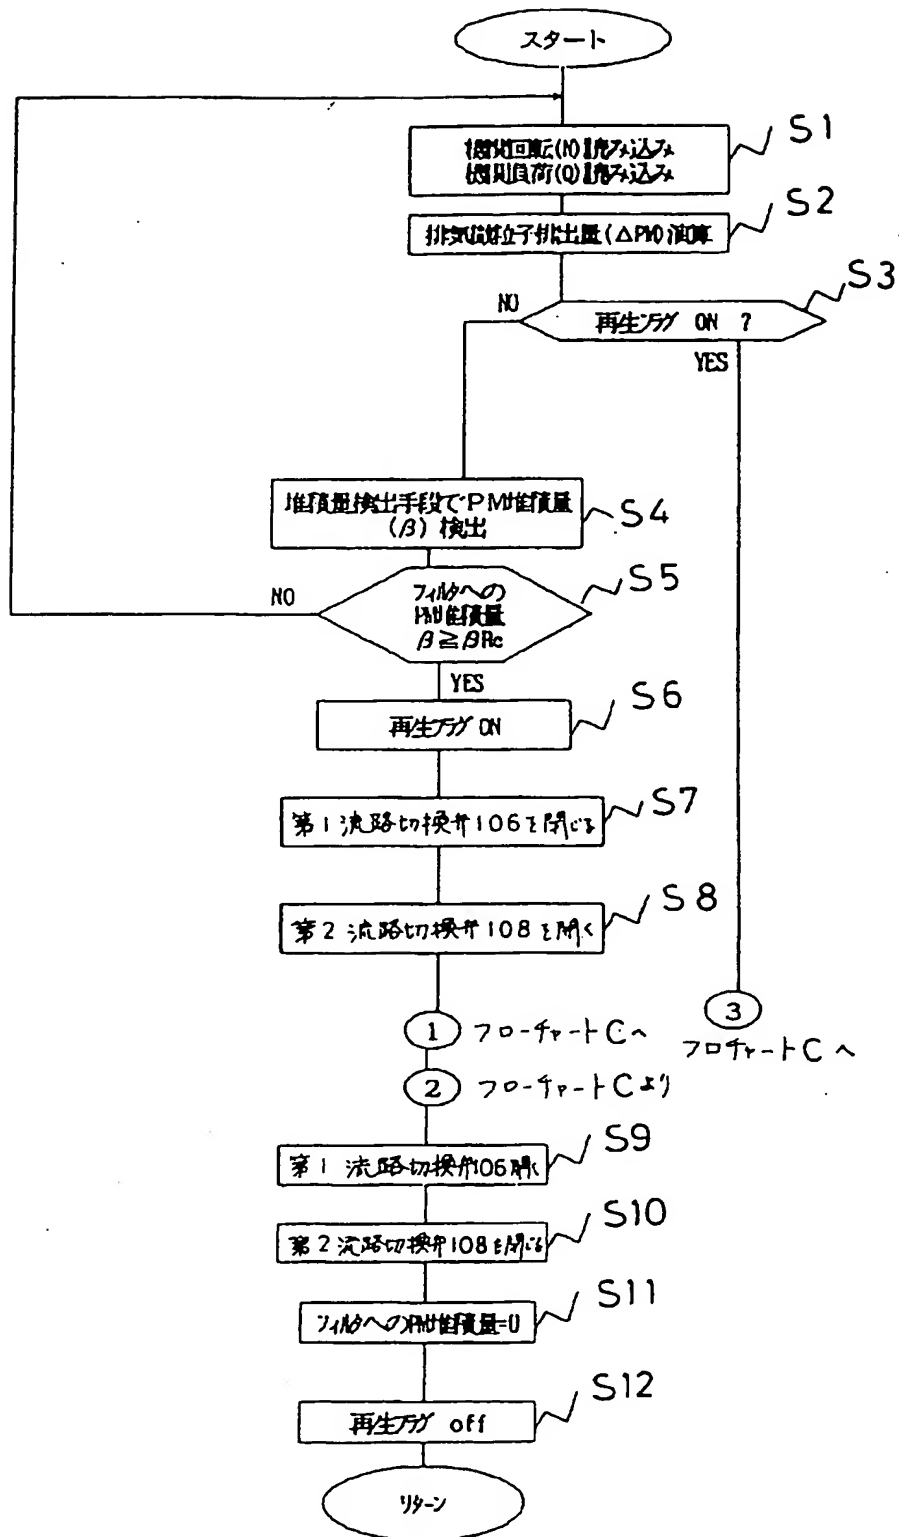 スタート
機関回転(N)読み込み
機関負荷(Q)読み込み
S1
排気微粒子排出量(△PM)演算
S2
再生フラグ ON ?
S3
NO
YES
堆積量検出手段でPM堆積量
(β) 検出
S4
フィルタへの
PM堆積量
β≧βRc
S5
NO
YES
再生フラグ ON
S6
第1流路切換弁106を閉じる
S7
第2流路切換弁108を開く
S8
1 フローチャートCへ
3
フローチャートCへ
2 フローチャートCより
第1流路切換弁106開く
S9
第2流路切換弁108を閉じる
S10
フィルタへのPM堆積量=0
S11
再生フラグ off
S12
リターン